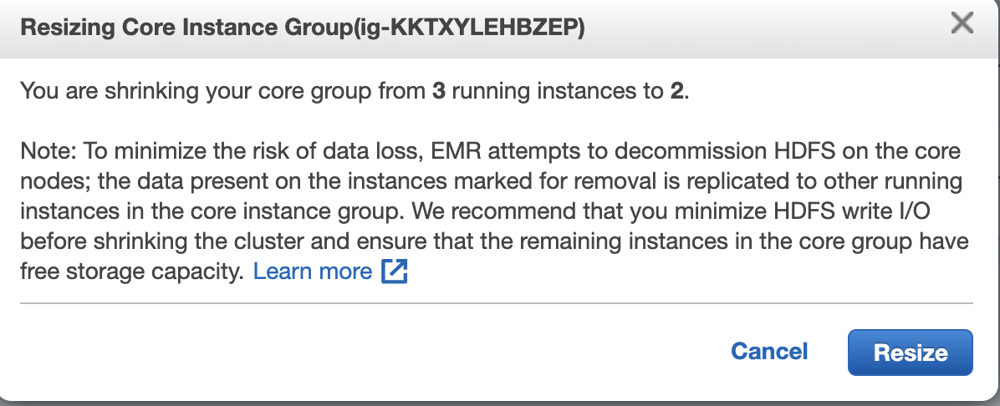 Resizing Core Instance Group(ig-KKTXYLEHBZEP)
You are shrinking your core group from 3 running instances to 2.
Note: To minimize the risk of data loss, EMR attempts to decommission HDFS on the core
nodes; the data present on the instances marked for removal is replicated to other running
instances in the core instance group. We recommend that you minimize HDFS write I/O
before shrinking the cluster and ensure that the remaining instances in the core group have
free storage capacity. Learn more
Cancel
Resize